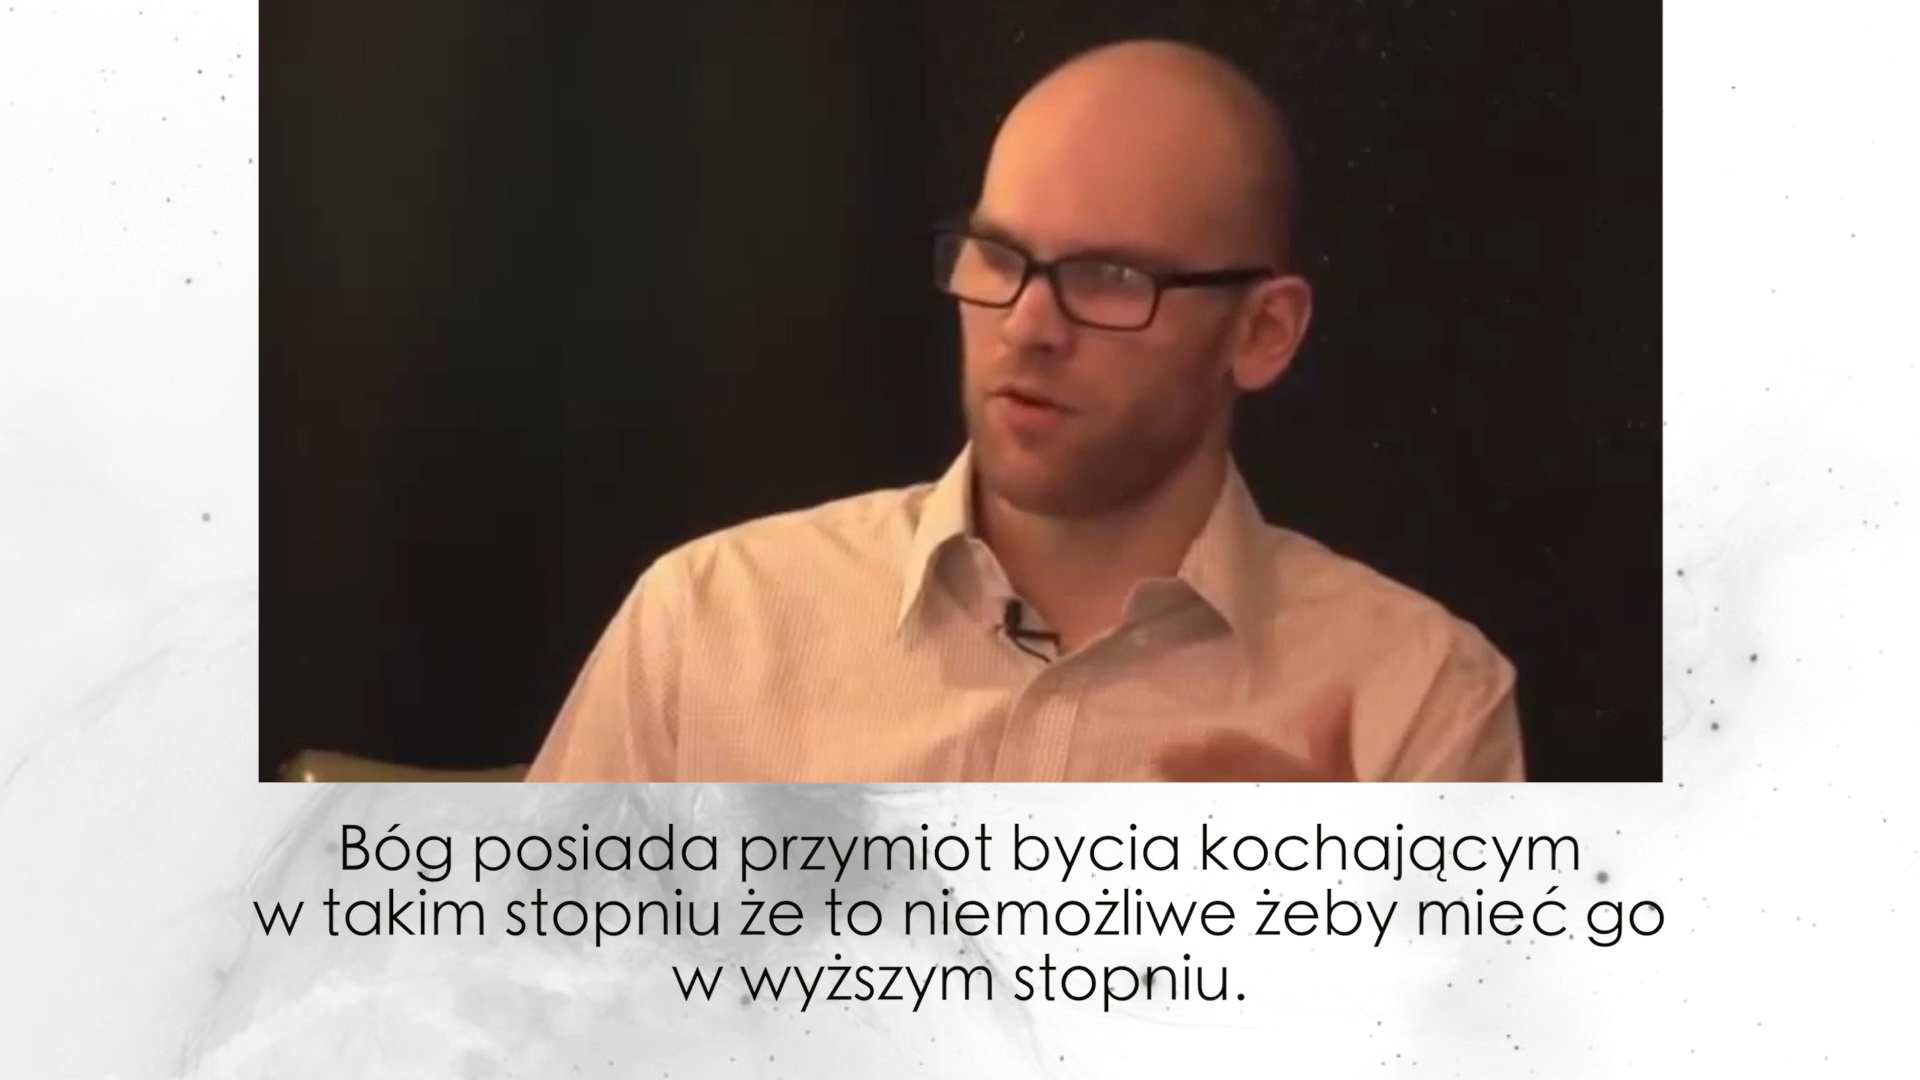 Bóg posiada przymiot bycia kochającym
w takim stopniu że to niemożliwe żeby mieć go
w wyższym stopniu.